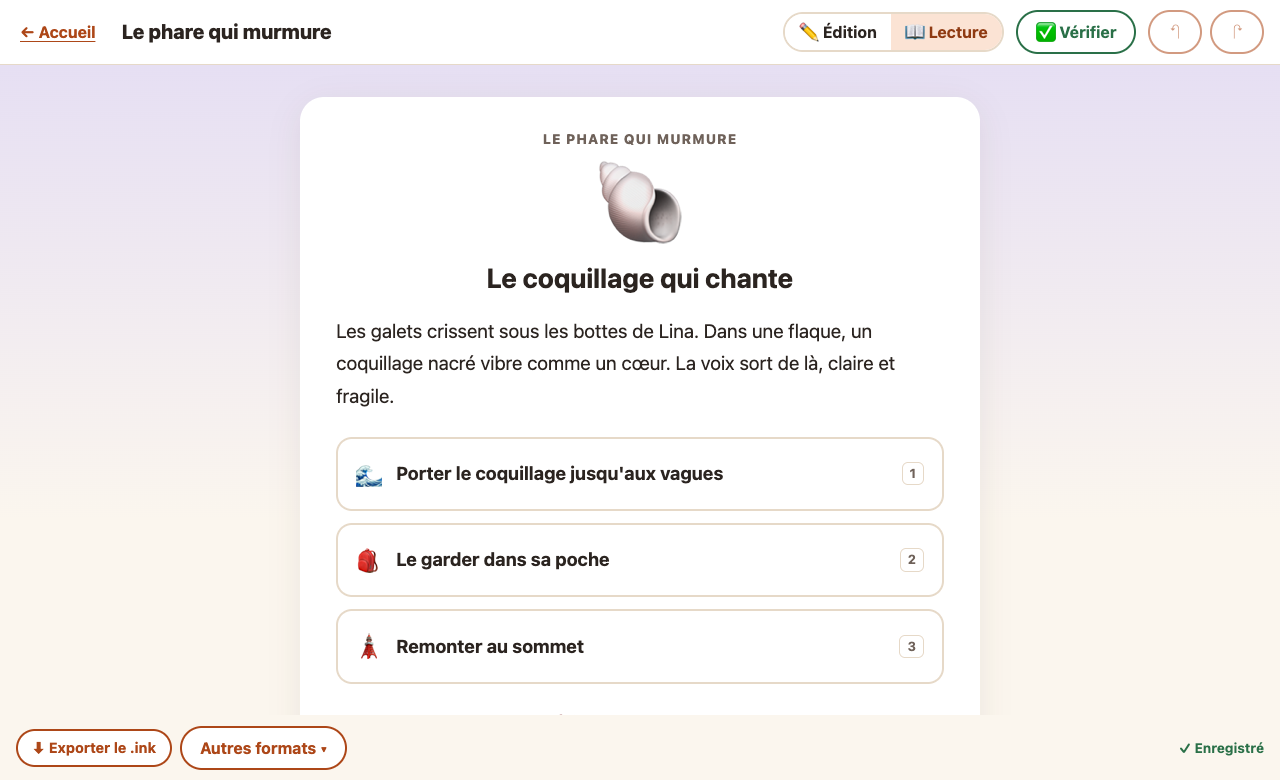 ← Accueil
Le phare qui murmure
Édition
Lecture
Vérifier
LE PHARE QUI MURMURE
Le coquillage qui chante
Les galets crissent sous les bottes de Lina. Dans une flaque, un
coquillage nacré vibre comme un cœur. La voix sort de là, claire et
fragile.
Porter le coquillage jusqu'aux vagues 1
Le garder dans sa poche 2
Remonter au sommet 3
Exporter le .ink
Autres formats ▾
✓ Enregistré